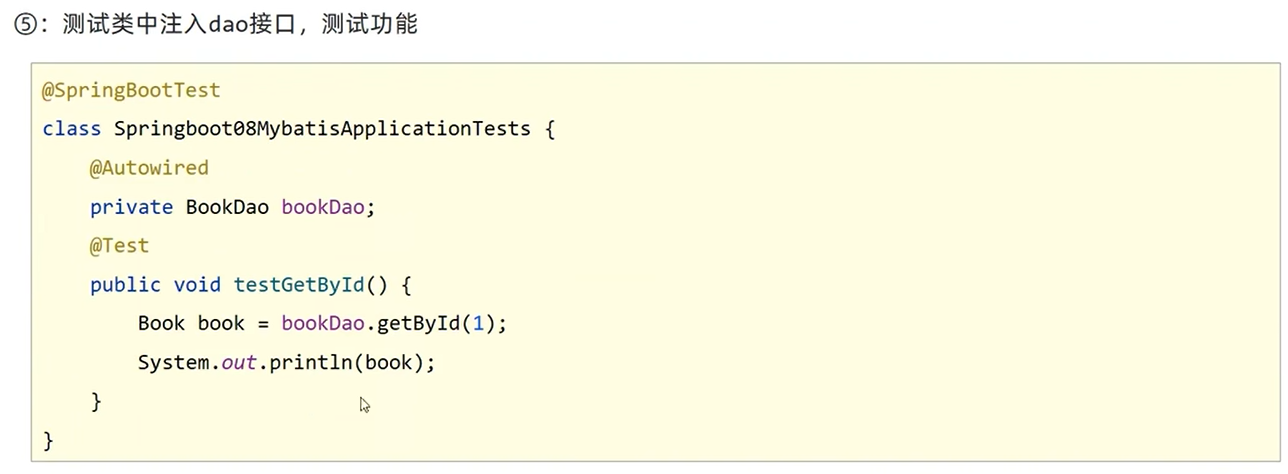 ⑤：测试类中注入dao接口，测试功能
@SpringBootTest
class Springboot08MybatisApplicationTests {
    @Autowired
    private BookDao bookDao;
    @Test
    public void testGetById() {
        Book book = bookDao.getById(1);
        System.out.println(book);
    }
}